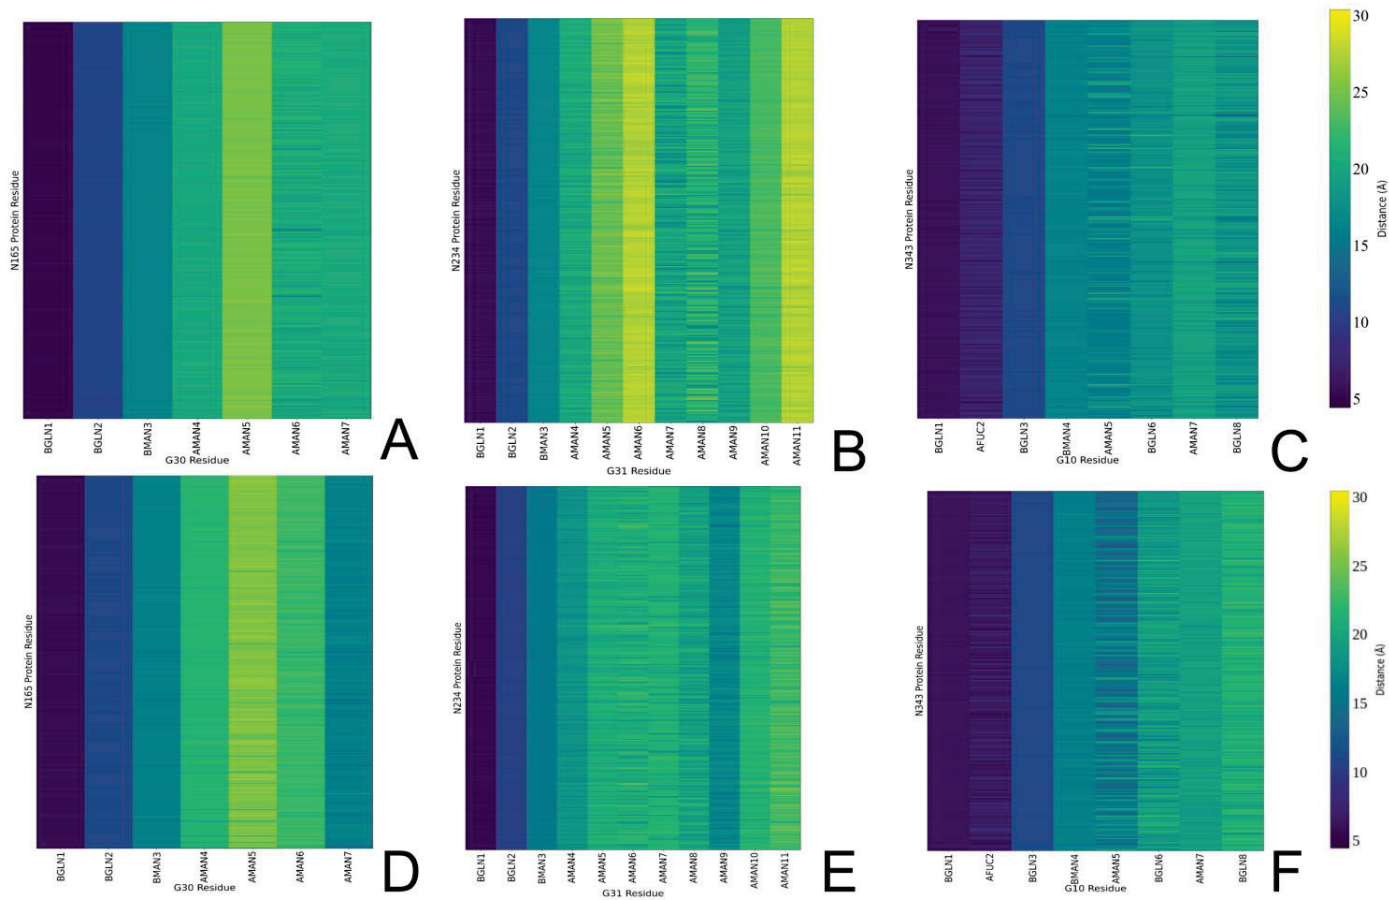 N165 Protein Residue
BGLN1 BGLN2 BMAN3 AMAN4 AMAN5 AMAN6 AMAN7
G30 Residue
A
N234 Protein Residue
BGLN1 BGLN2 BMAN3 AMAN4 AMAN5 AMAN6 AMAN7 AMAN8 AMAN9 AMAN10 AMAN11
G31 Residue
B
N343 Protein Residue
BGLN1 AFUC2 BGLN3 BMAN4 AMAN5 BGLN6 AMAN7 BGLN8
G10 Residue
C
30
25
20
15
10
5
Distance (Å)
N165 Protein Residue
BGLN1 BGLN2 BMAN3 AMAN4 AMAN5 AMAN6 AMAN7
G30 Residue
D
N234 Protein Residue
BGLN1 BGLN2 BMAN3 AMAN4 AMAN5 AMAN6 AMAN7 AMAN8 AMAN9 AMAN10 AMAN11
G31 Residue
E
N343 Protein Residue
BGLN1 AFUC2 BGLN3 BMAN4 AMAN5 BGLN6 AMAN7 BGLN8
G10 Residue
F
30
25
20
15
10
5
Distance (Å)